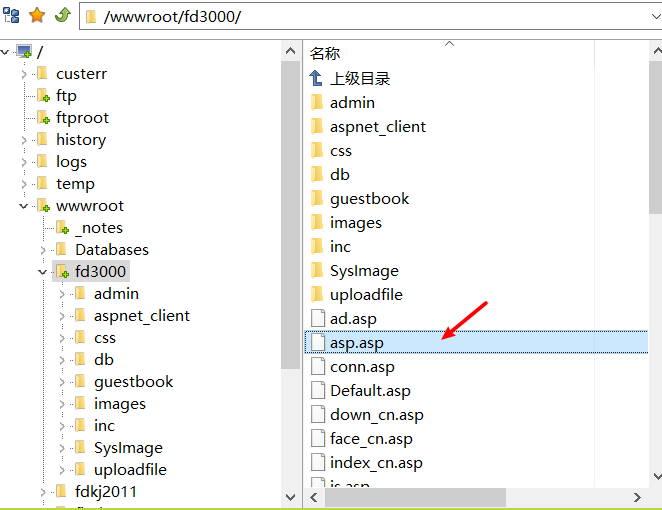 /wwwroot/fd3000/
/
custerr
ftp
ftproot
history
logs
temp
wwwroot
_notes
Databases
fd3000
admin
aspnet_client
css
db
guestbook
images
inc
SysImage
uploadfile
fdkj2011
名称
上级目录
admin
aspnet_client
css
db
guestbook
images
inc
SysImage
uploadfile
ad.asp
asp.asp
conn.asp
Default.asp
down_cn.asp
face_cn.asp
index_cn.asp